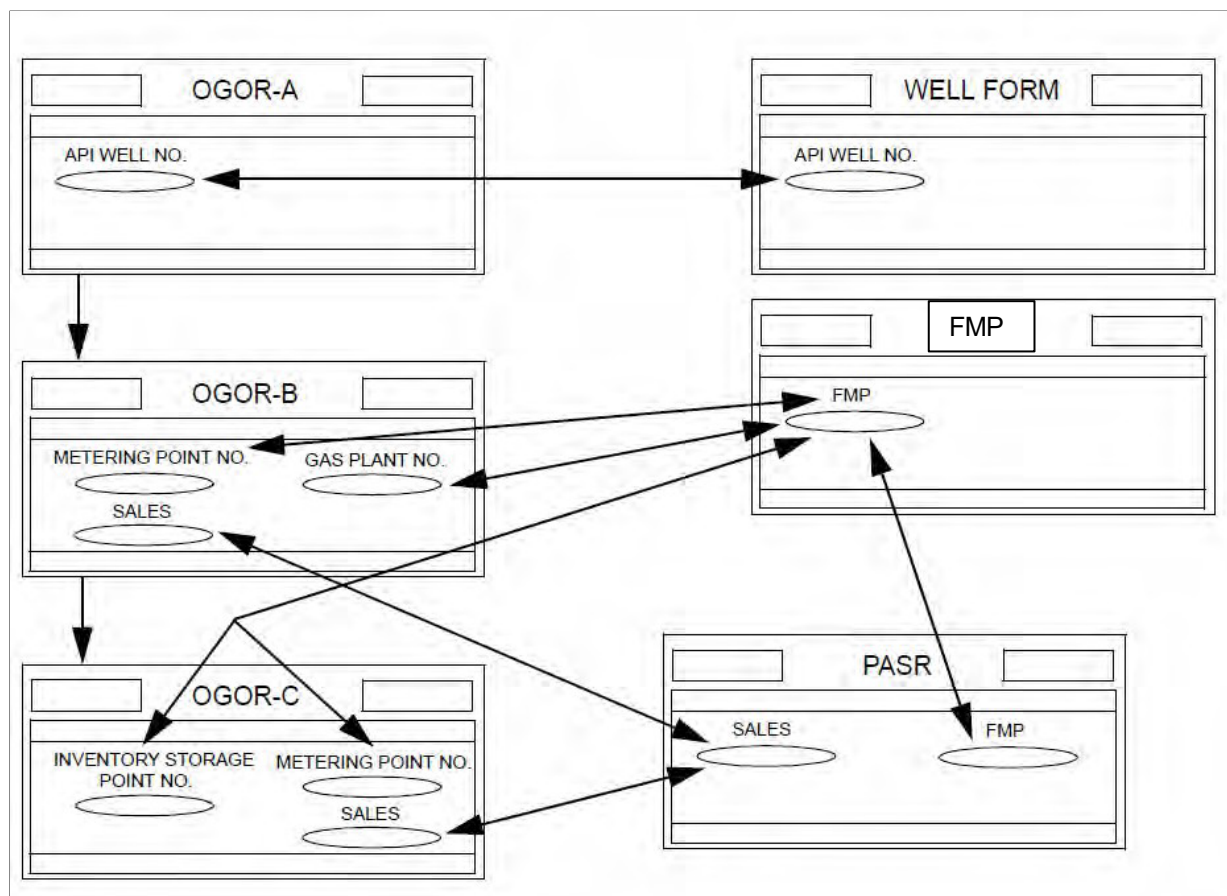 OGOR-A
API WELL NO.
WELL FORM
API WELL NO.
FMP
FMP
OGOR-B
METERING POINT NO.
GAS PLANT NO.
SALES
OGOR-C
INVENTORY STORAGE
POINT NO.
METERING POINT NO.
SALES
PASR
SALES
FMP